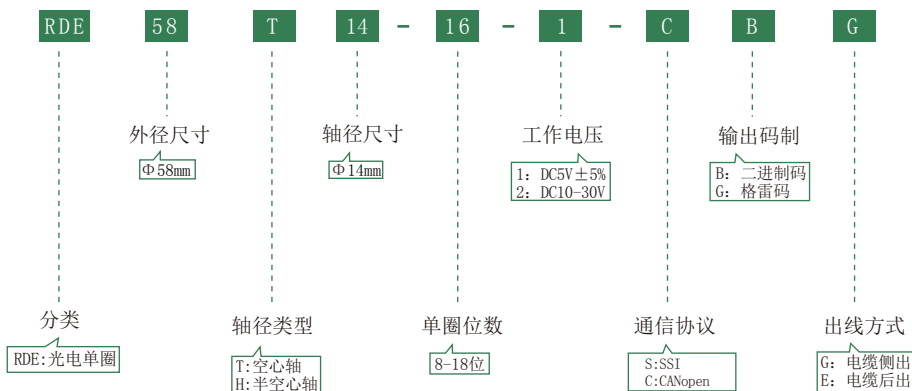 RDE 58 T 14 - 16 - 1 - C B G
外径尺寸
Φ58mm
轴径尺寸
Φ14mm
工作电压
1: DC5V±5%
2: DC10-30V
输出码制
B: 二进制码
G: 格雷码
分类
RDE:光电单圈
轴径类型
T:空心轴
H:半空心轴
单圈位数
8-18位
通信协议
S:SSI
C:CANopen
出线方式
G: 电缆侧出
E: 电缆后出